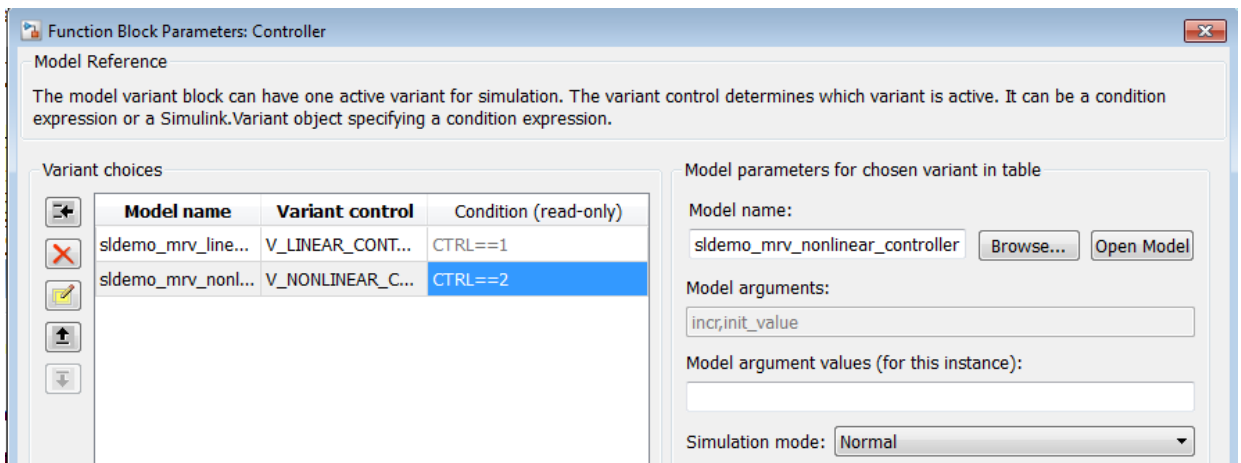 Function Block Parameters: Controller
Model Reference
The model variant block can have one active variant for simulation. The variant control determines which variant is active. It can be a condition
expression or a Simulink.Variant object specifying a condition expression.
Variant choices
Model name Variant control Condition (read-only)
sldemo_mrv_line... V_LINEAR_CONT... CTRL==1
sldemo_mrv_nonl... V_NONLINEAR_C... CTRL==2
Model parameters for chosen variant in table
Model name:
sldemo_mrv_nonlinear_controller Browse... Open Model
Model arguments:
incr,init_value
Model argument values (for this instance):
Simulation mode: Normal